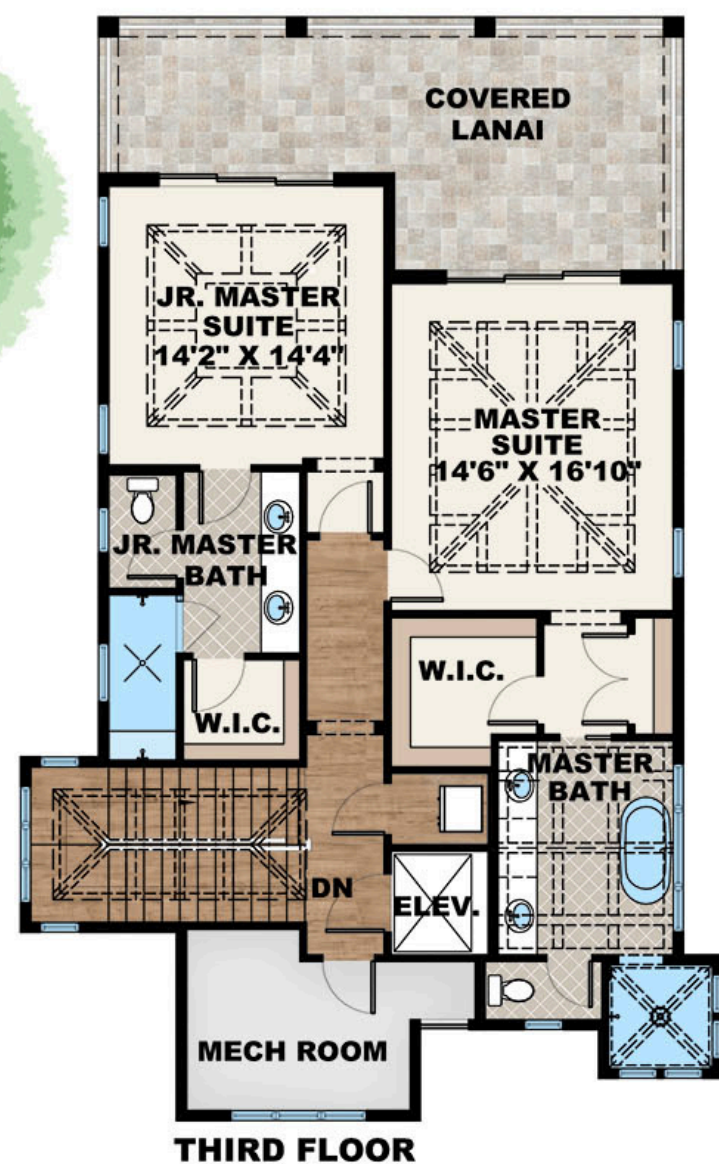 COVERED
LANAI
JR. MASTER
SUITE
14'2" X 14'4"
MASTER
SUITE
14'6" X 16'10"
JR. MASTER
BATH
W.I.C.
W.I.C.
MASTER
BATH
DN
ELEV.
MECH ROOM
THIRD FLOOR